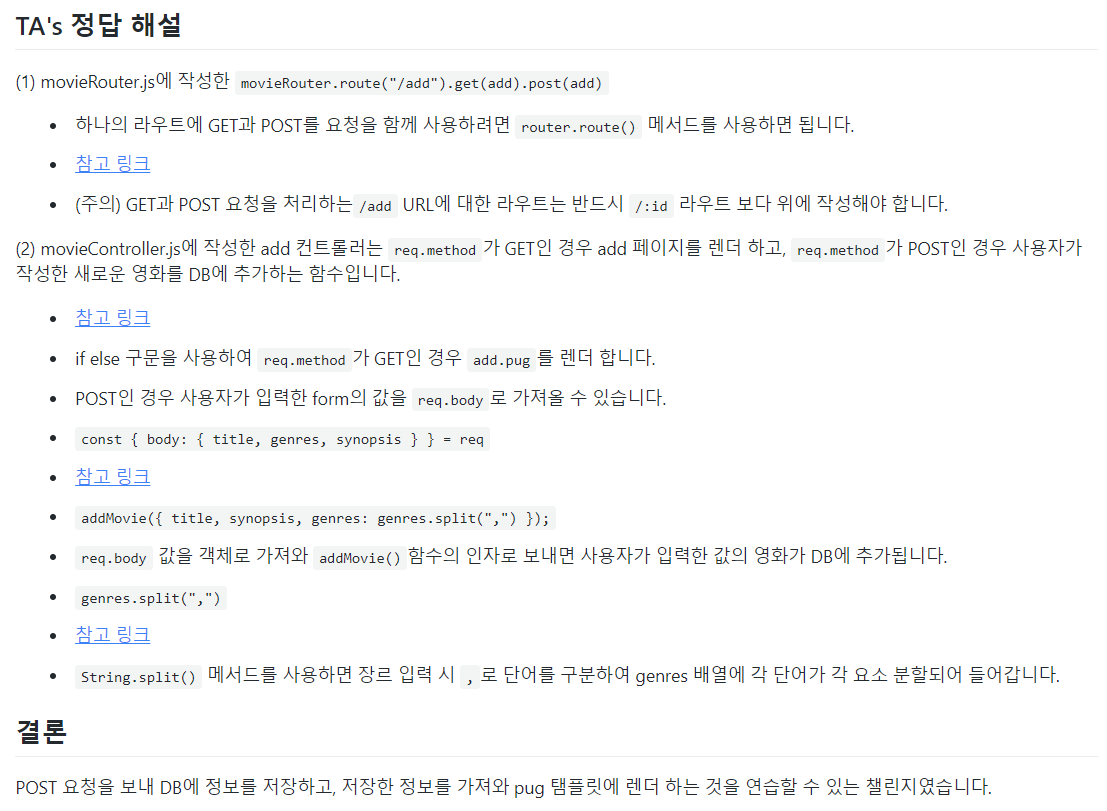 TA's 정답 해설
(1) movieRouter.js에 작성한 movieRouter.route("/add").get(add).post(add)
• 하나의 라우트에 GET과 POST를 요청을 함께 사용하려면 router.route() 메서드를 사용하면 됩니다.
• 참고 링크
• (주의) GET과 POST 요청을 처리하는 /add URL에 대한 라우트는 반드시 /:id 라우트 보다 위에 작성해야 합니다.
(2) movieController.js에 작성한 add 컨트롤러는 req.method 가 GET인 경우 add 페이지를 렌더 하고, req.method 가 POST인 경우 사용자가
작성한 새로운 영화를 DB에 추가하는 함수입니다.
• 참고 링크
• if else 구문을 사용하여 req.method 가 GET인 경우 add.pug 를 렌더 합니다.
• POST인 경우 사용자가 입력한 form의 값을 req.body 로 가져올 수 있습니다.
• const { body: { title, genres, synopsis } } = req
• 참고 링크
• addMovie({ title, synopsis, genres: genres.split(",") });
• req.body 값을 객체로 가져와 addMovie() 함수의 인자로 보내면 사용자가 입력한 값의 영화가 DB에 추가됩니다.
• genres.split(",")
• 참고 링크
• String.split() 메서드를 사용하면 장르 입력 시 , 로 단어를 구분하여 genres 배열에 각 단어가 각 요소 분할되어 들어갑니다.
결론
POST 요청을 보내 DB에 정보를 저장하고, 저장한 정보를 가져와 pug 탬플릿에 렌더 하는 것을 연습할 수 있는 챌린지였습니다.